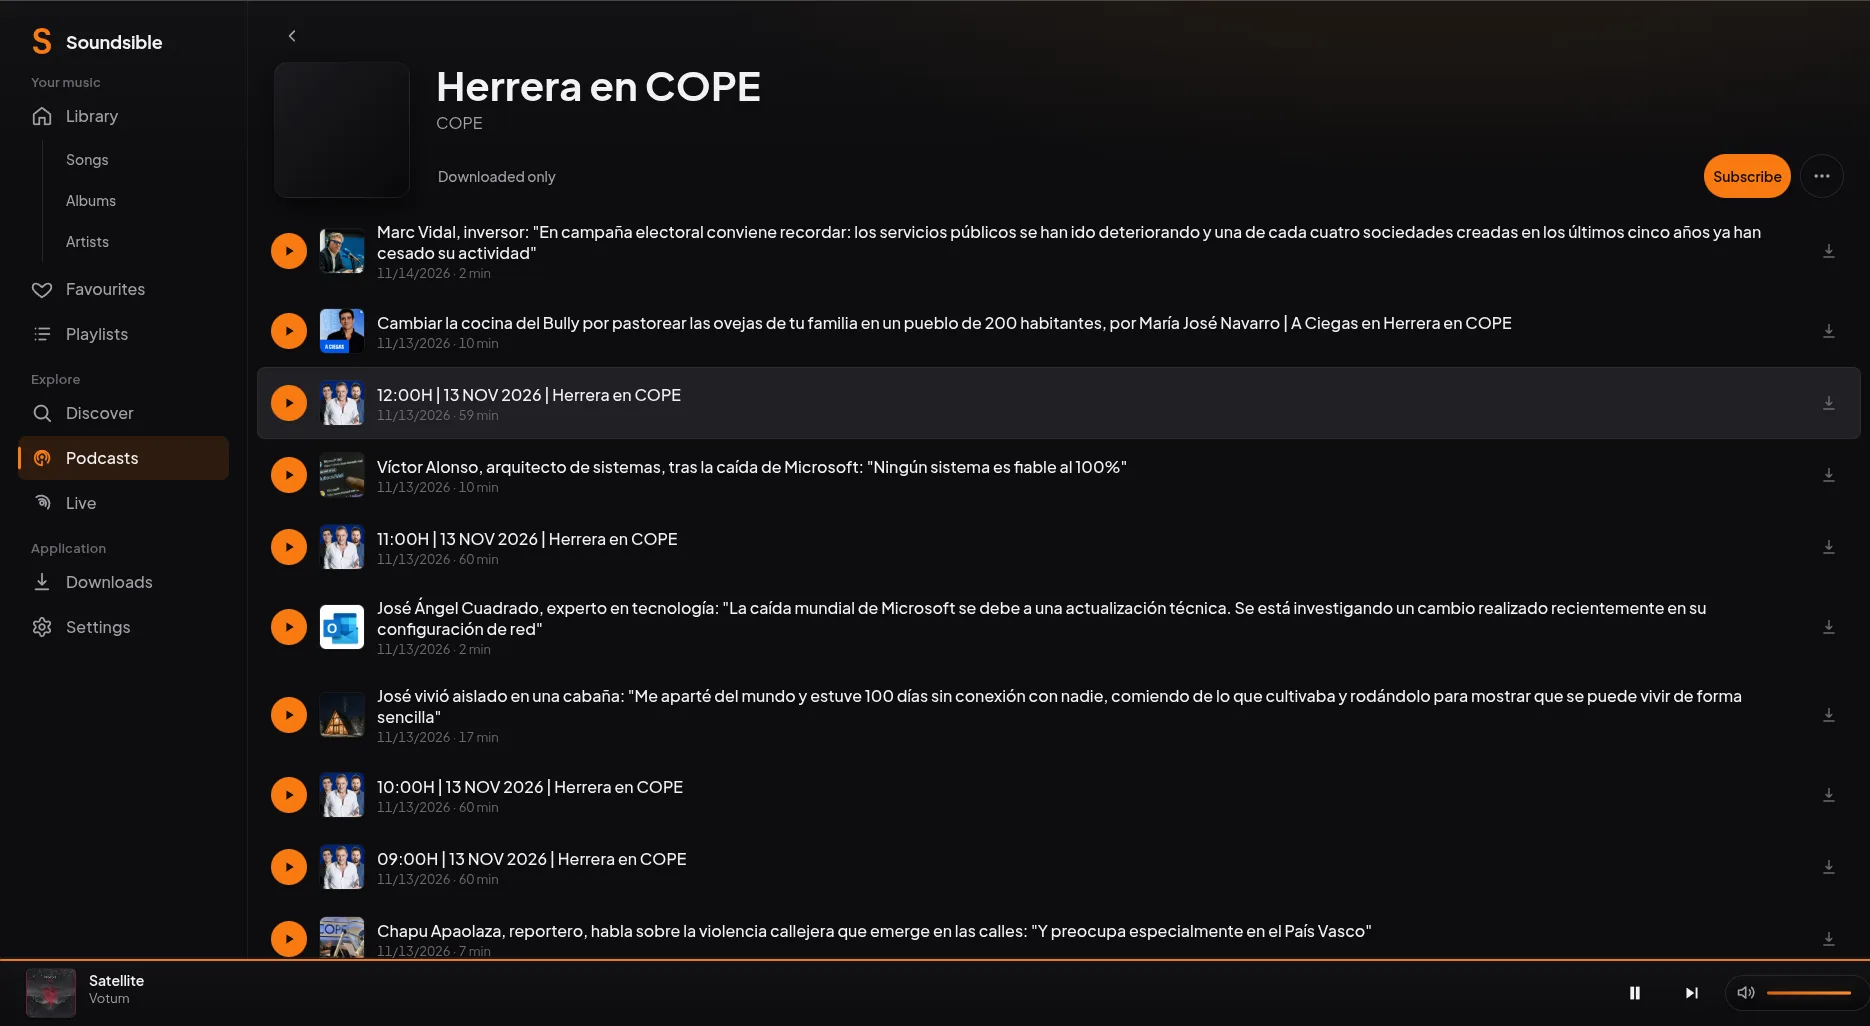 Soundsible
Your music
Library
Songs
Albums
Artists
Favourites
Playlists
Explore
Discover
Podcasts
Live
Application
Downloads
Settings
Herrera en COPE
COPE
Downloaded only
Subscribe
Marc Vidal, inversor: "En campaña electoral conviene recordar: los servicios públicos se han ido deteriorando y una de cada cuatro sociedades creadas en los últimos cinco años ya han
cesado su actividad"
11/14/2026 · 2 min
A CIEGAS
Cambiar la cocina del Bully por pastorear las ovejas de tu familia en un pueblo de 200 habitantes, por María José Navarro | A Ciegas en Herrera en COPE
11/13/2026 · 10 min
12:00H | 13 NOV 2026 | Herrera en COPE
11/13/2026 · 59 min
Víctor Alonso, arquitecto de sistemas, tras la caída de Microsoft: "Ningún sistema es fiable al 100%"
11/13/2026 · 10 min
11:00H | 13 NOV 2026 | Herrera en COPE
11/13/2026 · 60 min
José Ángel Cuadrado, experto en tecnología: "La caída mundial de Microsoft se debe a una actualización técnica. Se está investigando un cambio realizado recientemente en su
configuración de red"
11/13/2026 · 2 min
José vivió aislado en una cabaña: "Me aparté del mundo y estuve 100 días sin conexión con nadie, comiendo de lo que cultivaba y rodándolo para mostrar que se puede vivir de forma
sencilla"
11/13/2026 · 17 min
10:00H | 13 NOV 2026 | Herrera en COPE
11/13/2026 · 60 min
09:00H | 13 NOV 2026 | Herrera en COPE
11/13/2026 · 60 min
COPE
Chapu Apaolaza, reportero, habla sobre la violencia callejera que emerge en las calles: "Y preocupa especialmente en el País Vasco"
11/13/2026 · 7 min
Satellite
Votum